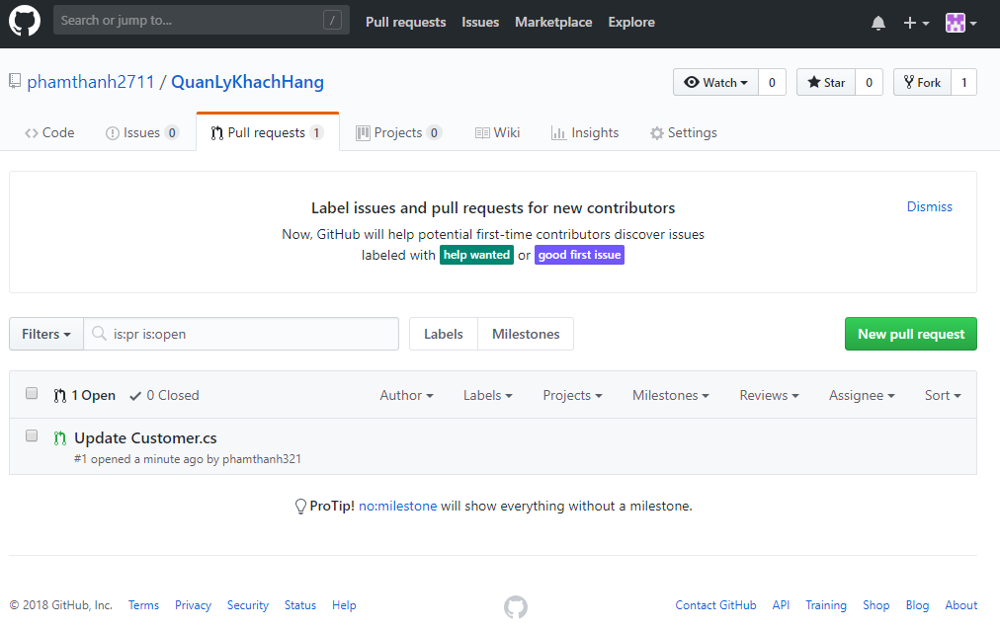 Search or jump to... / Pull requests Issues Marketplace Explore
phamthanh2711 / QuanLyKhachHang Watch 0 Star 0 Fork 1
Code Issues 0 Pull requests 1 Projects 0 Wiki Insights Settings
Label issues and pull requests for new contributors Dismiss
Now, GitHub will help potential first-time contributors discover issues
labeled with help wanted or good first issue
Filters is:pr is:open Labels Milestones New pull request
1 Open 0 Closed Author Labels Projects Milestones Reviews Assignee Sort
Update Customer.cs
#1 opened a minute ago by phamthanh321
ProTip! no:milestone will show everything without a milestone.
© 2018 GitHub, Inc. Terms Privacy Security Status Help Contact GitHub API Training Shop Blog About